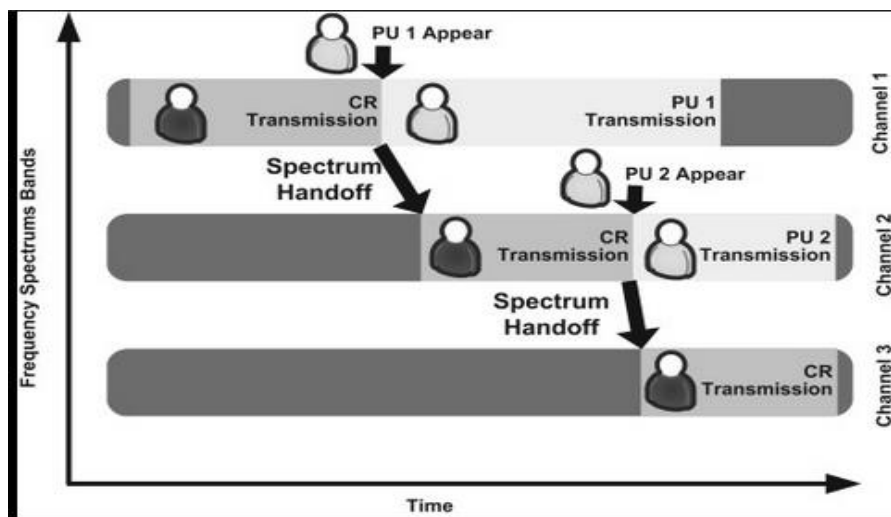 PU 1 Appear
CR
Transmission
PU 1
Transmission
Channel 1
Spectrum
Handoff
PU 2 Appear
CR
Transmission
PU 2
Transmission
Channel 2
Spectrum
Handoff
CR
Transmission
Channel 3
Frequency Spectrums Bands
Time